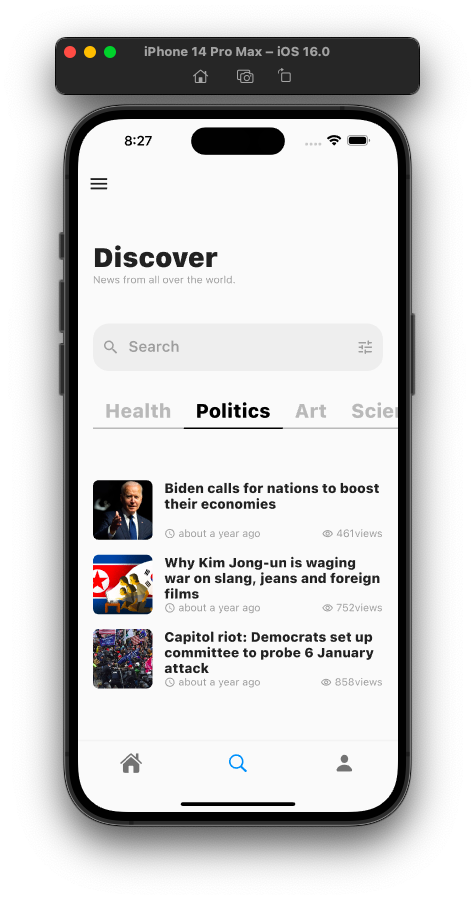 iPhone 14 Pro Max – iOS 16.0
8:27
Discover
News from all over the world.
Search
Health Politics Art Scien
Biden calls for nations to boost
their economies
about a year ago 461views
Why Kim Jong-un is waging
war on slang, jeans and foreign
films
about a year ago 752views
Capitol riot: Democrats set up
committee to probe 6 January
attack
about a year ago 858views